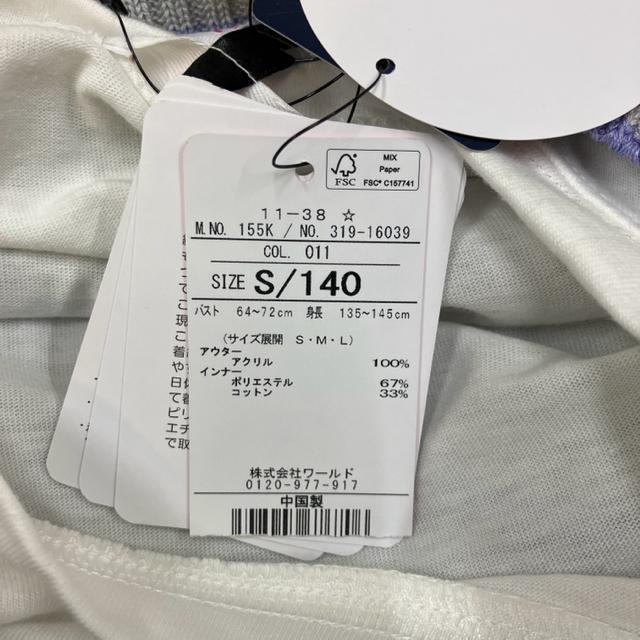 FSC
MIX
Paper
FSC® C157741
11-38 ☆
M.NO. 155K / NO. 319-16039
COL. 011
SIZE S/140
バスト 64~72cm 身長 135~145cm
(サイズ展開 S・M・L)
アウター
アクリル 100%
インナー
ポリエステル 67%
コットン 33%
株式会社ワールド
0120-977-917
中国製